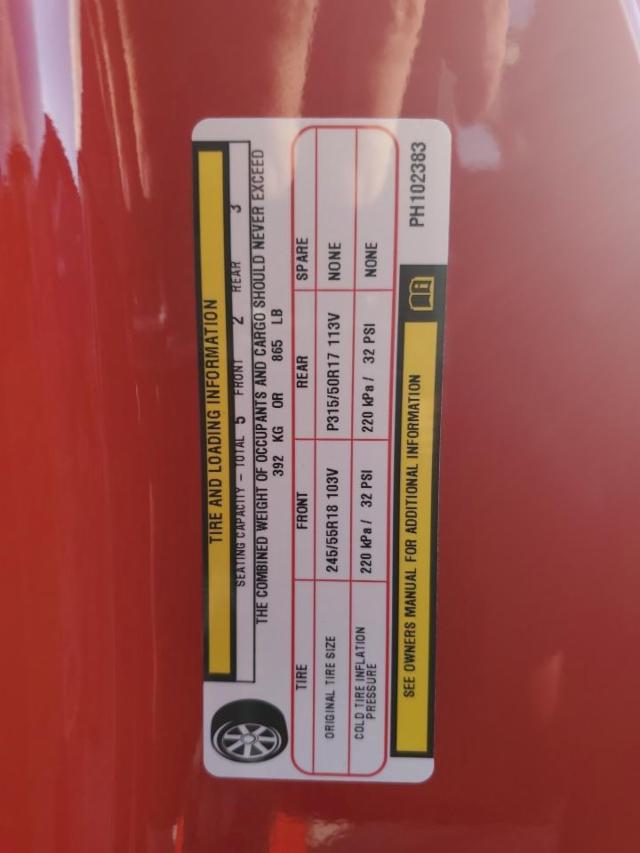 TIRE AND LOADING INFORMATION
SEATING CAPACITY – TOTAL 5 FRONT 2 REAR 3
THE COMBINED WEIGHT OF OCCUPANTS AND CARGO SHOULD NEVER EXCEED
392 KG OR 865 LB
TIRE FRONT REAR SPARE
ORIGINAL TIRE SIZE 245/55R18 103V P315/50R17 113V NONE
COLD TIRE INFLATION
PRESSURE 220 kPa / 32 PSI 220 kPa / 32 PSI NONE
SEE OWNERS MANUAL FOR ADDITIONAL INFORMATION
PH102383